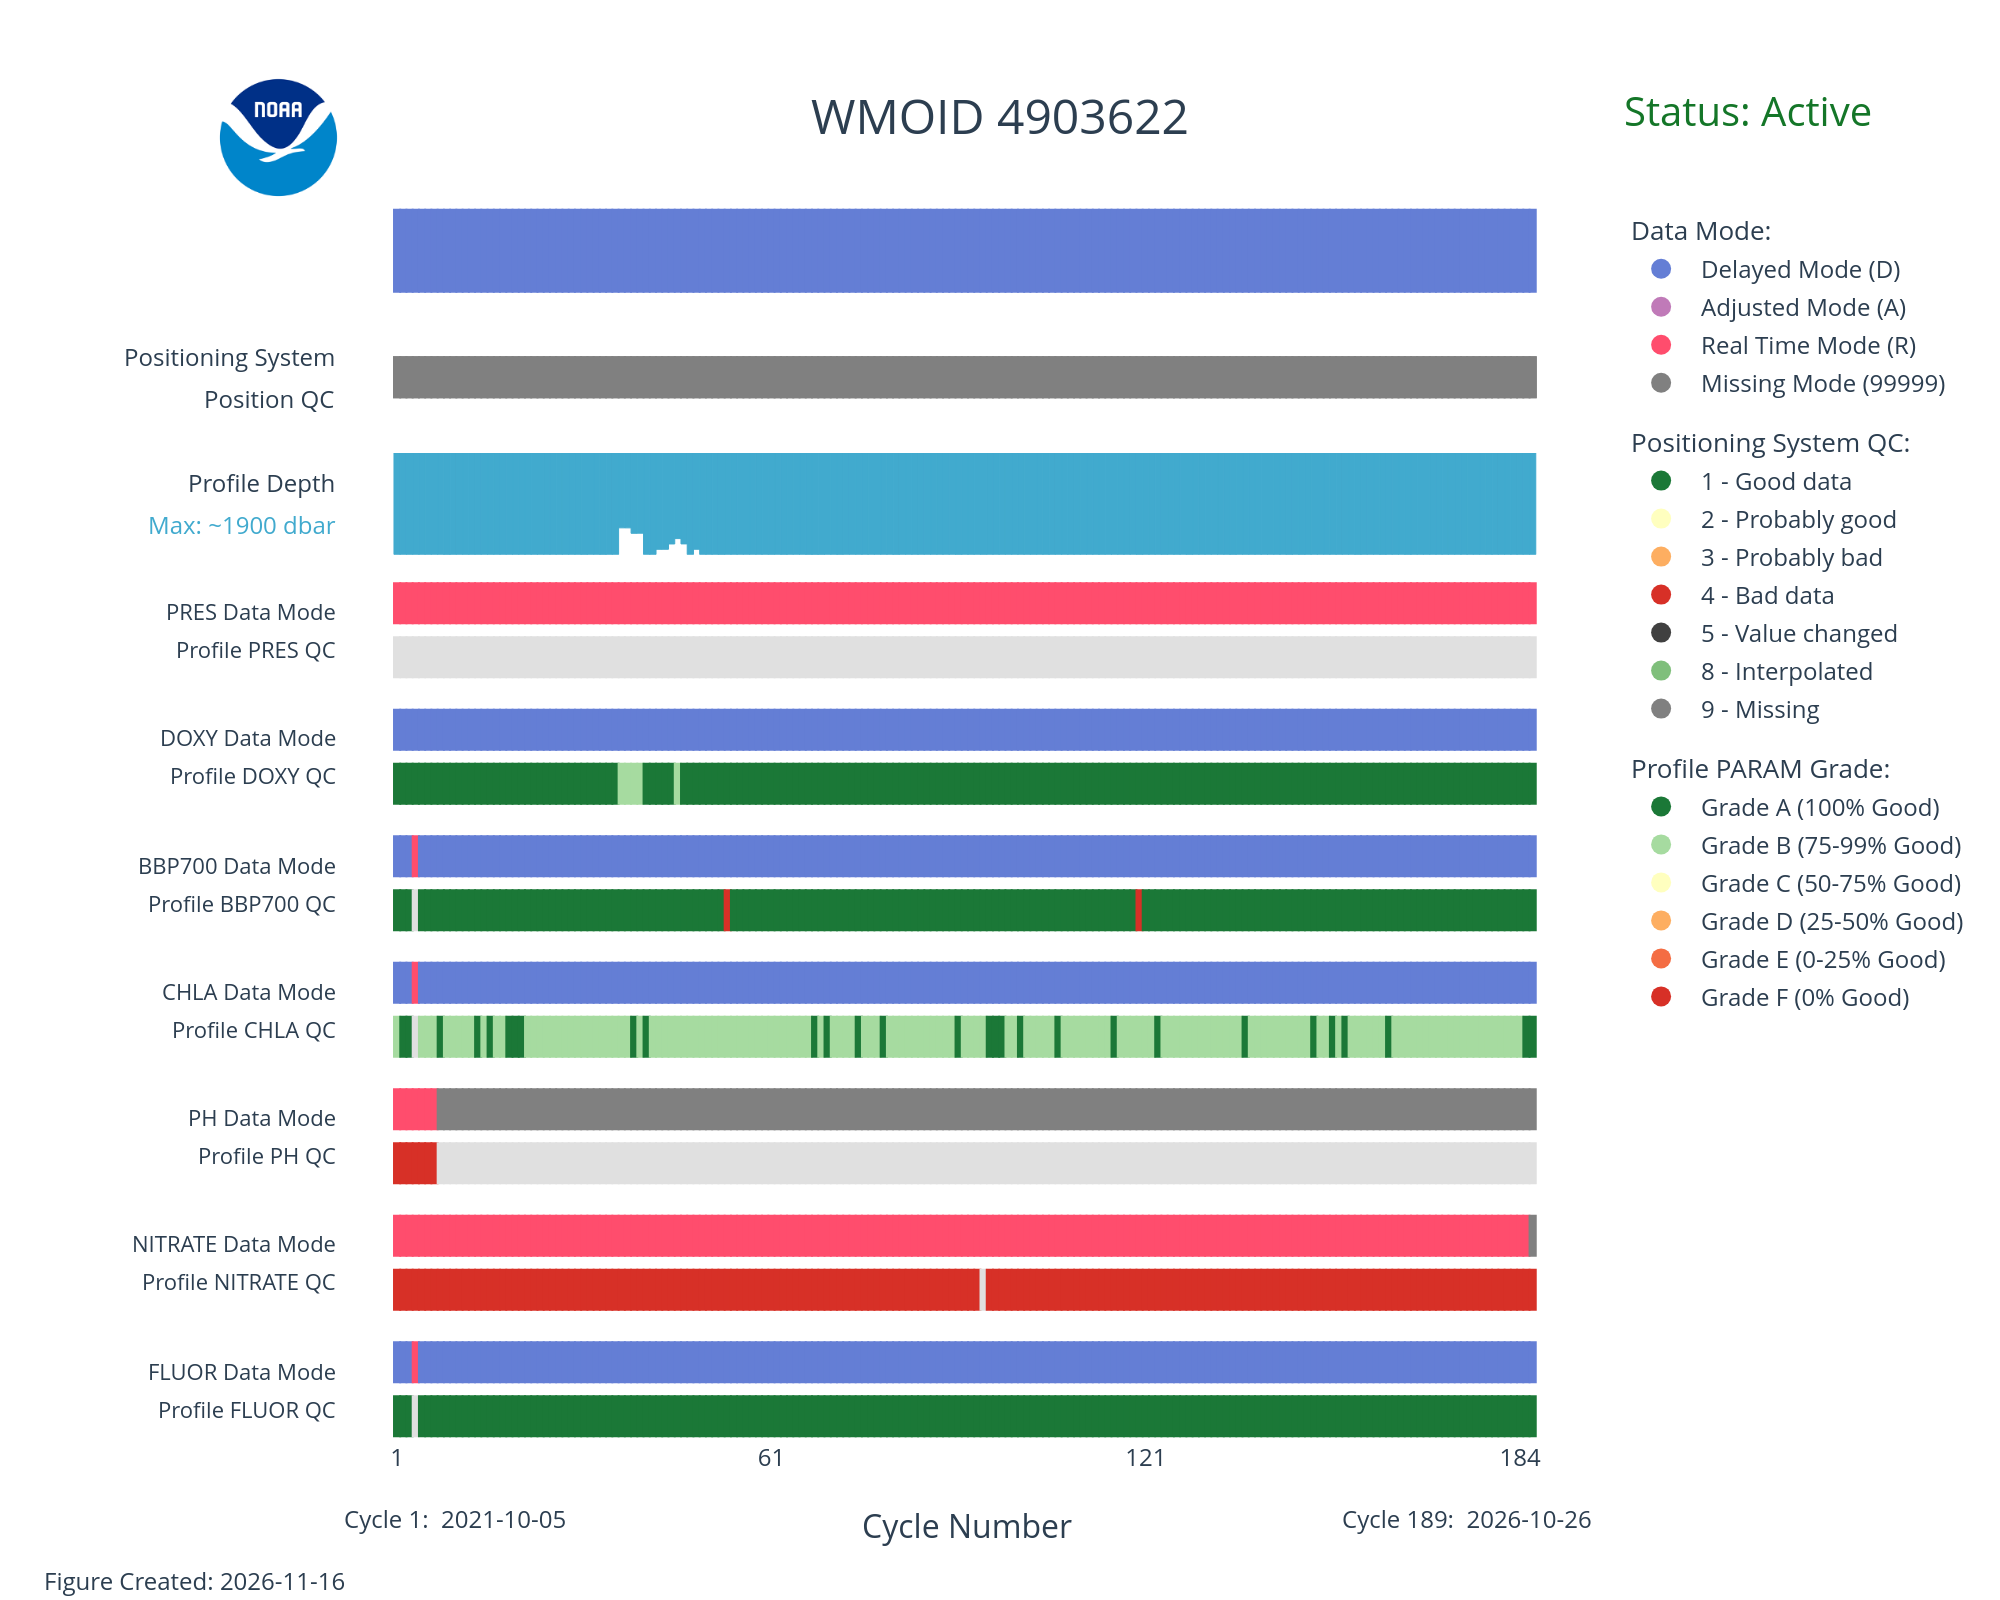 NOAA
WMOID 4903622
Status: Active
Data Mode:
Delayed Mode (D)
Adjusted Mode (A)
Real Time Mode (R)
Missing Mode (99999)
Positioning System QC:
1 - Good data
2 - Probably good
3 - Probably bad
4 - Bad data
5 - Value changed
8 - Interpolated
9 - Missing
Profile PARAM Grade:
Grade A (100% Good)
Grade B (75-99% Good)
Grade C (50-75% Good)
Grade D (25-50% Good)
Grade E (0-25% Good)
Grade F (0% Good)
Positioning System
Position QC
Profile Depth
Max: ~1900 dbar
PRES Data Mode
Profile PRES QC
DOXY Data Mode
Profile DOXY QC
BBP700 Data Mode
Profile BBP700 QC
CHLA Data Mode
Profile CHLA QC
PH Data Mode
Profile PH QC
NITRATE Data Mode
Profile NITRATE QC
FLUOR Data Mode
Profile FLUOR QC
1 61 121 184
Cycle 1: 2021-10-05
Cycle Number
Cycle 189: 2026-10-26
Figure Created: 2026-11-16